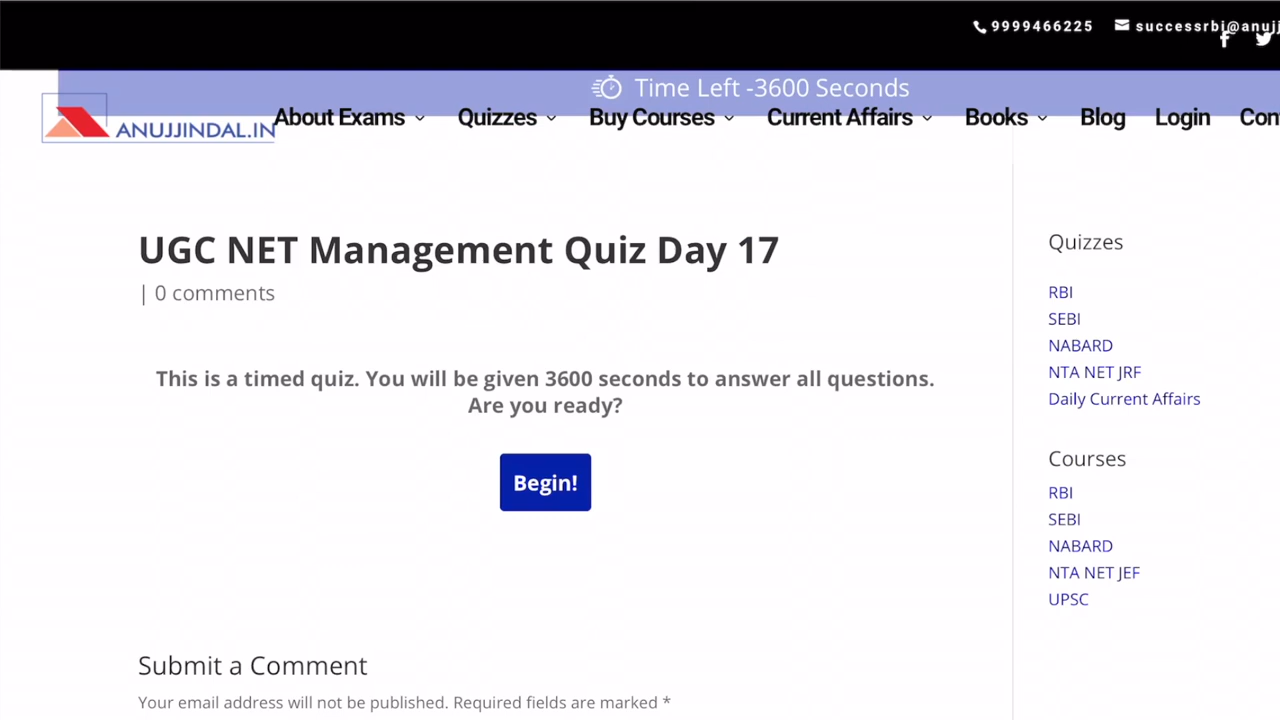 9999466225 successrbi@anujj
Time Left -3600 Seconds
ANUJJINDAL.IN
About Exams Quizzes Buy Courses Current Affairs Books Blog Login Con
UGC NET Management Quiz Day 17
| 0 comments
This is a timed quiz. You will be given 3600 seconds to answer all questions.
Are you ready?
Begin!
Submit a Comment
Your email address will not be published. Required fields are marked *
Quizzes
RBI
SEBI
NABARD
NTA NET JRF
Daily Current Affairs
Courses
RBI
SEBI
NABARD
NTA NET JEF
UPSC